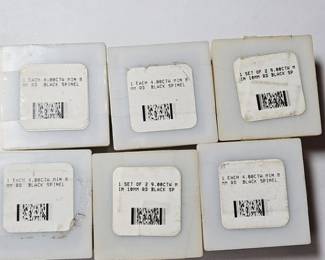 1 EACH 4.00CTW MIN 8
MM RD BLACK SPINEL
1 EACH 4.00CTW MIN 8
MM RD BLACK SPINEL
1 SET OF 2 9.00CTW M
IN 10MM RD BLACK SP
1 EACH 4.00CTW MIN 8
MM RD BLACK SPINEL
1 SET OF 2 9.00CTW M
IN 10MM RD BLACK SP
1 EACH 4.00CTW MIN 8
MM RD BLACK SPINEL